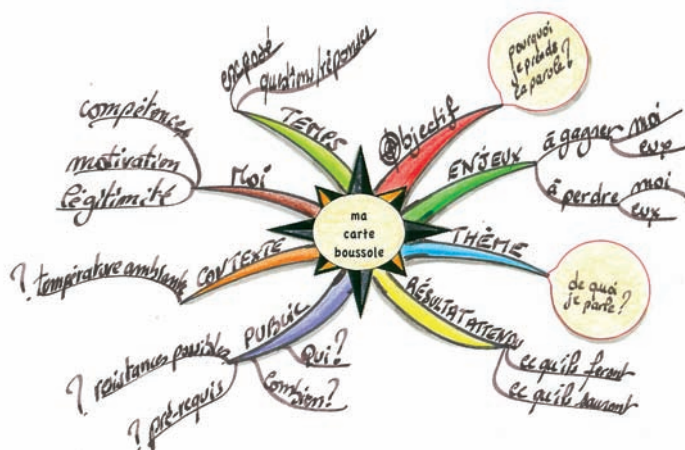 ma
carte
boussole
Objectif
pourquoi
je prends
la parole?
ENJEUX
à gagner
moi
eux
à perdre
moi
eux
THÈME
de quoi
je parle?
RÉSULTAT ATTENDU
ce qu'ils feront
ce qu'ils sauront
PUBLIC
Qui?
Combien?
? pré-requis
? résistances possibles
CONTEXTE
? température ambiante
MOI
compétences
motivation
légitimité
TEMPS
exposé
questions/réponses